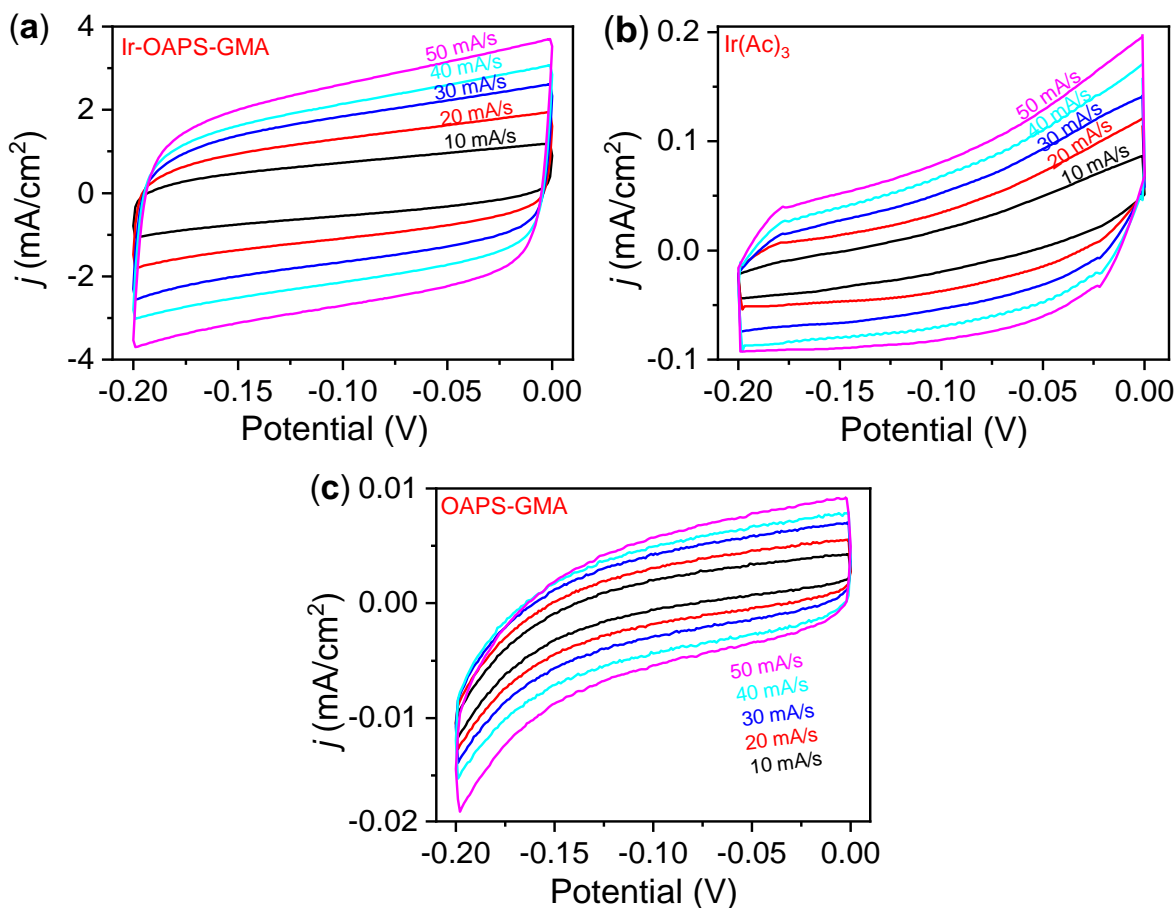 (a)
Ir-OAPS-GMA
50 mA/s
40 mA/s
30 mA/s
20 mA/s
10 mA/s
4
2
0
-2
-4
j (mA/cm²)
-0.20 -0.15 -0.10 -0.05 0.00
Potential (V)
(b)
Ir(Ac)₃
50 mA/s
40 mA/s
30 mA/s
20 mA/s
10 mA/s
0.2
0.1
0.0
-0.1
j (mA/cm²)
-0.20 -0.15 -0.10 -0.05 0.00
Potential (V)
(c)
OAPS-GMA
0.01
0.00
-0.01
-0.02
j (mA/cm²)
50 mA/s
40 mA/s
30 mA/s
20 mA/s
10 mA/s
-0.20 -0.15 -0.10 -0.05 0.00
Potential (V)